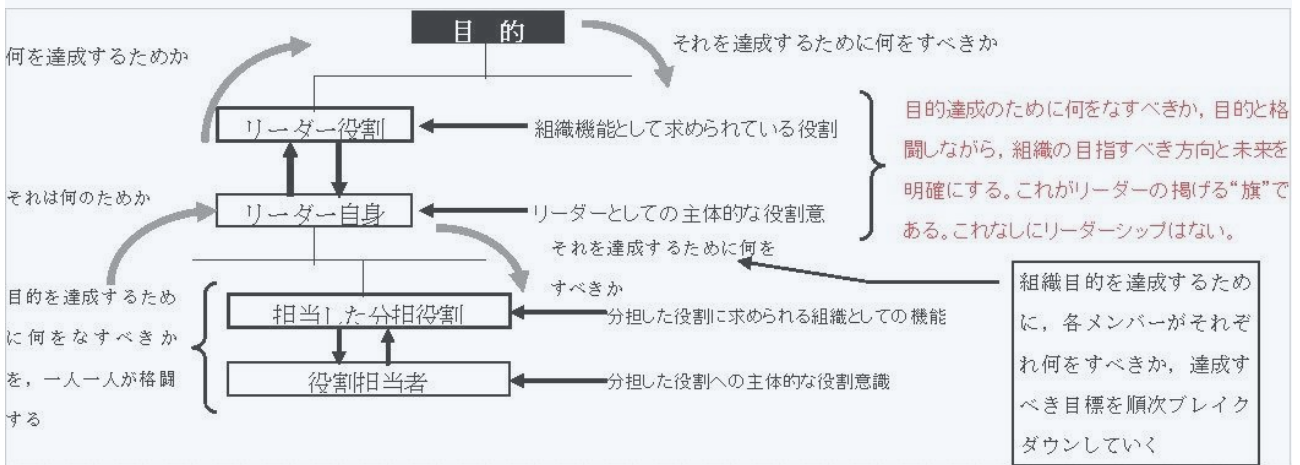 目 的
何を達成するためか
それを達成するために何をすべきか
リーダー役割
組織機能として求められている役割
目的達成のために何をなすべきか，目的と格
闘しながら，組織の目指すべき方向と未来を
明確にする。これがリーダーの掲げる“旗”で
ある。これなしにリーダーシップはない。
それは何のためか
リーダー自身
リーダーとしての主体的な役割意
それを達成するために何を
すべきか
目的を達成するため
に何をなすべきか
を，一人一人が格闘
する
担当した分担役割
分担した役割に求められる組織としての機能
役割担当者
分担した役割への主体的な役割意識
組織目的を達成するため
に，各メンバーがそれぞ
れ何をすべきか，達成す
べき目標を順次ブレイク
ダウンしていく